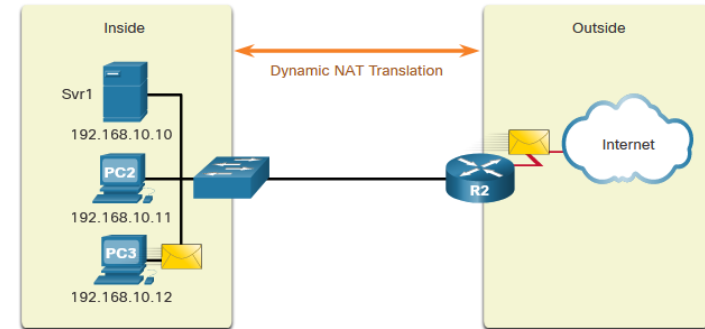 Inside
Outside
Dynamic NAT Translation
Svr1
192.168.10.10
Internet
PC2
R2
192.168.10.11
PC3
192.168.10.12